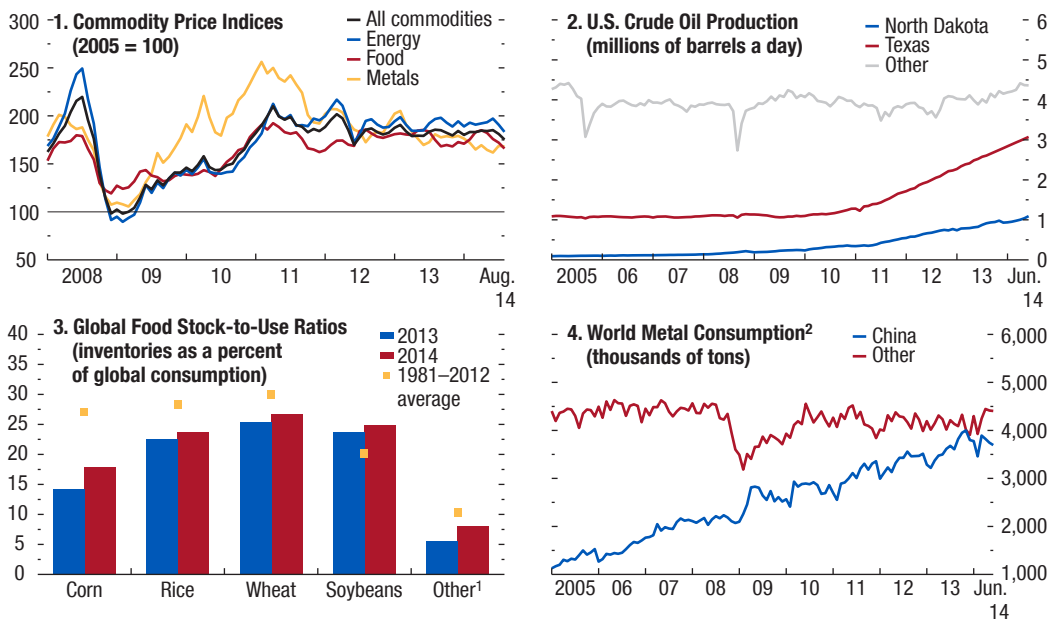 1. Commodity Price Indices
(2005 = 100)
All commodities
Energy
Food
Metals
300
250
200
150
100
50
2008
09
10
11
12
13
Aug.
14
2. U.S. Crude Oil Production
(millions of barrels a day)
North Dakota
Texas
Other
6
5
4
3
2
1
0
2005
06
07
08
09
10
11
12
13
Jun.
14
3. Global Food Stock-to-Use Ratios
(inventories as a percent
of global consumption)
2013
2014
1981–2012
average
40
35
30
25
20
15
10
5
0
Corn
Rice
Wheat
Soybeans
Other¹
4. World Metal Consumption²
(thousands of tons)
China
Other
6,000
5,000
4,000
3,000
2,000
1,000
2005
06
07
08
09
10
11
12
13
Jun.
14